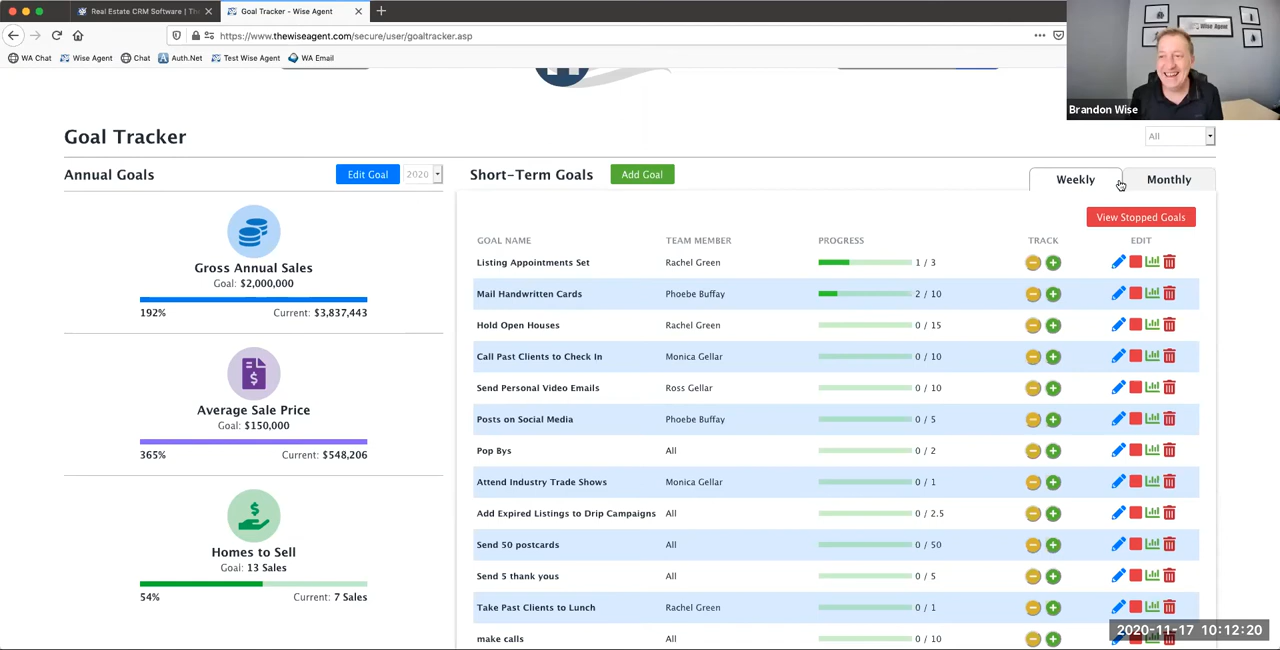 Real Estate CRM Software | The
Goal Tracker - Wise Agent
https://www.thewiseagent.com/secure/user/goaltracker.asp
WA Chat
Wise Agent
Chat
Auth.Net
Test Wise Agent
WA Email
Wise Agent
Brandon Wise
Goal Tracker
All
Annual Goals
Edit Goal
2020
Short-Term Goals
Add Goal
Weekly
Monthly
View Stopped Goals
GOAL NAME TEAM MEMBER PROGRESS TRACK EDIT
Listing Appointments Set Rachel Green 1 / 3
Mail Handwritten Cards Phoebe Buffay 2 / 10
Hold Open Houses Rachel Green 0 / 15
Call Past Clients to Check In Monica Gellar 0 / 10
Send Personal Video Emails Ross Gellar 0 / 10
Posts on Social Media Phoebe Buffay 0 / 5
Pop Bys All 0 / 2
Attend Industry Trade Shows Monica Gellar 0 / 1
Add Expired Listings to Drip Campaigns All 0 / 2.5
Send 50 postcards All 0 / 50
Send 5 thank yous All 0 / 5
Take Past Clients to Lunch Rachel Green 0 / 1
make calls All 0 / 10
Gross Annual Sales
Goal: $2,000,000
192% Current: $3,837,443
Average Sale Price
Goal: $150,000
365% Current: $548,206
Homes to Sell
Goal: 13 Sales
54% Current: 7 Sales
2020-11-17 10:12:20